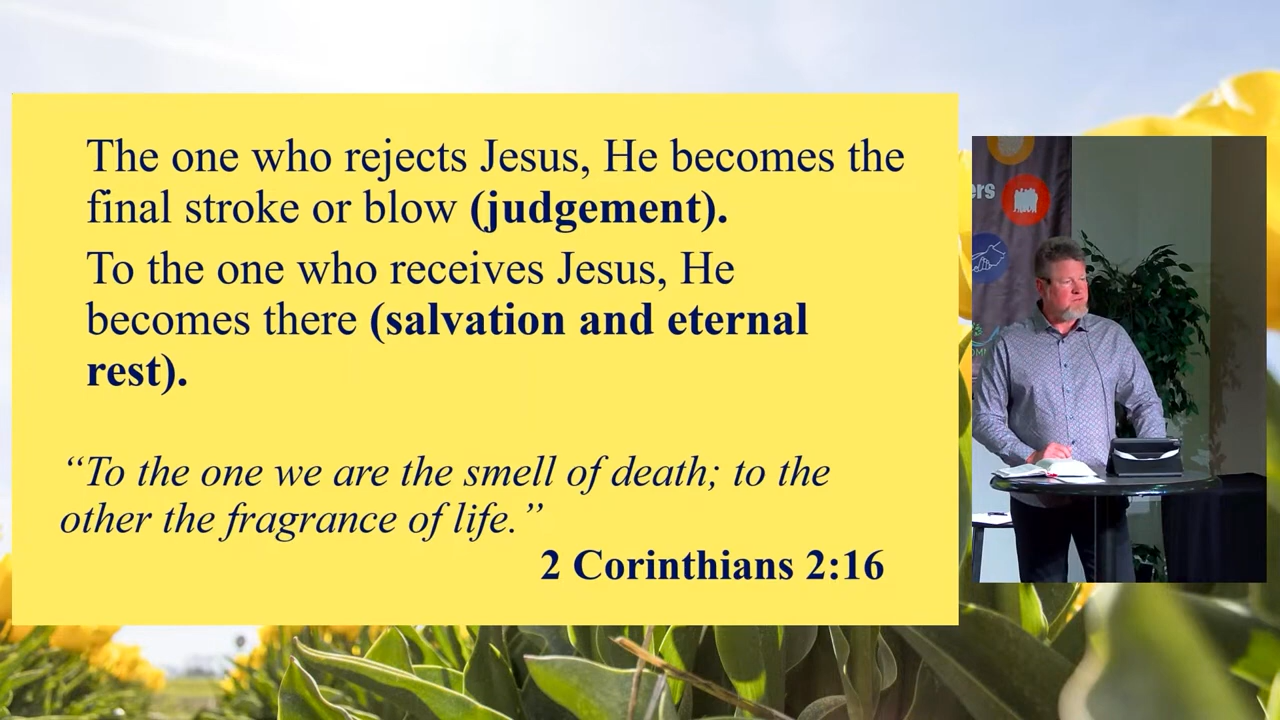 The one who rejects Jesus, He becomes the
final stroke or blow (judgement).
To the one who receives Jesus, He
becomes there (salvation and eternal
rest).
“To the one we are the smell of death; to the
other the fragrance of life.”
2 Corinthians 2:16
ers